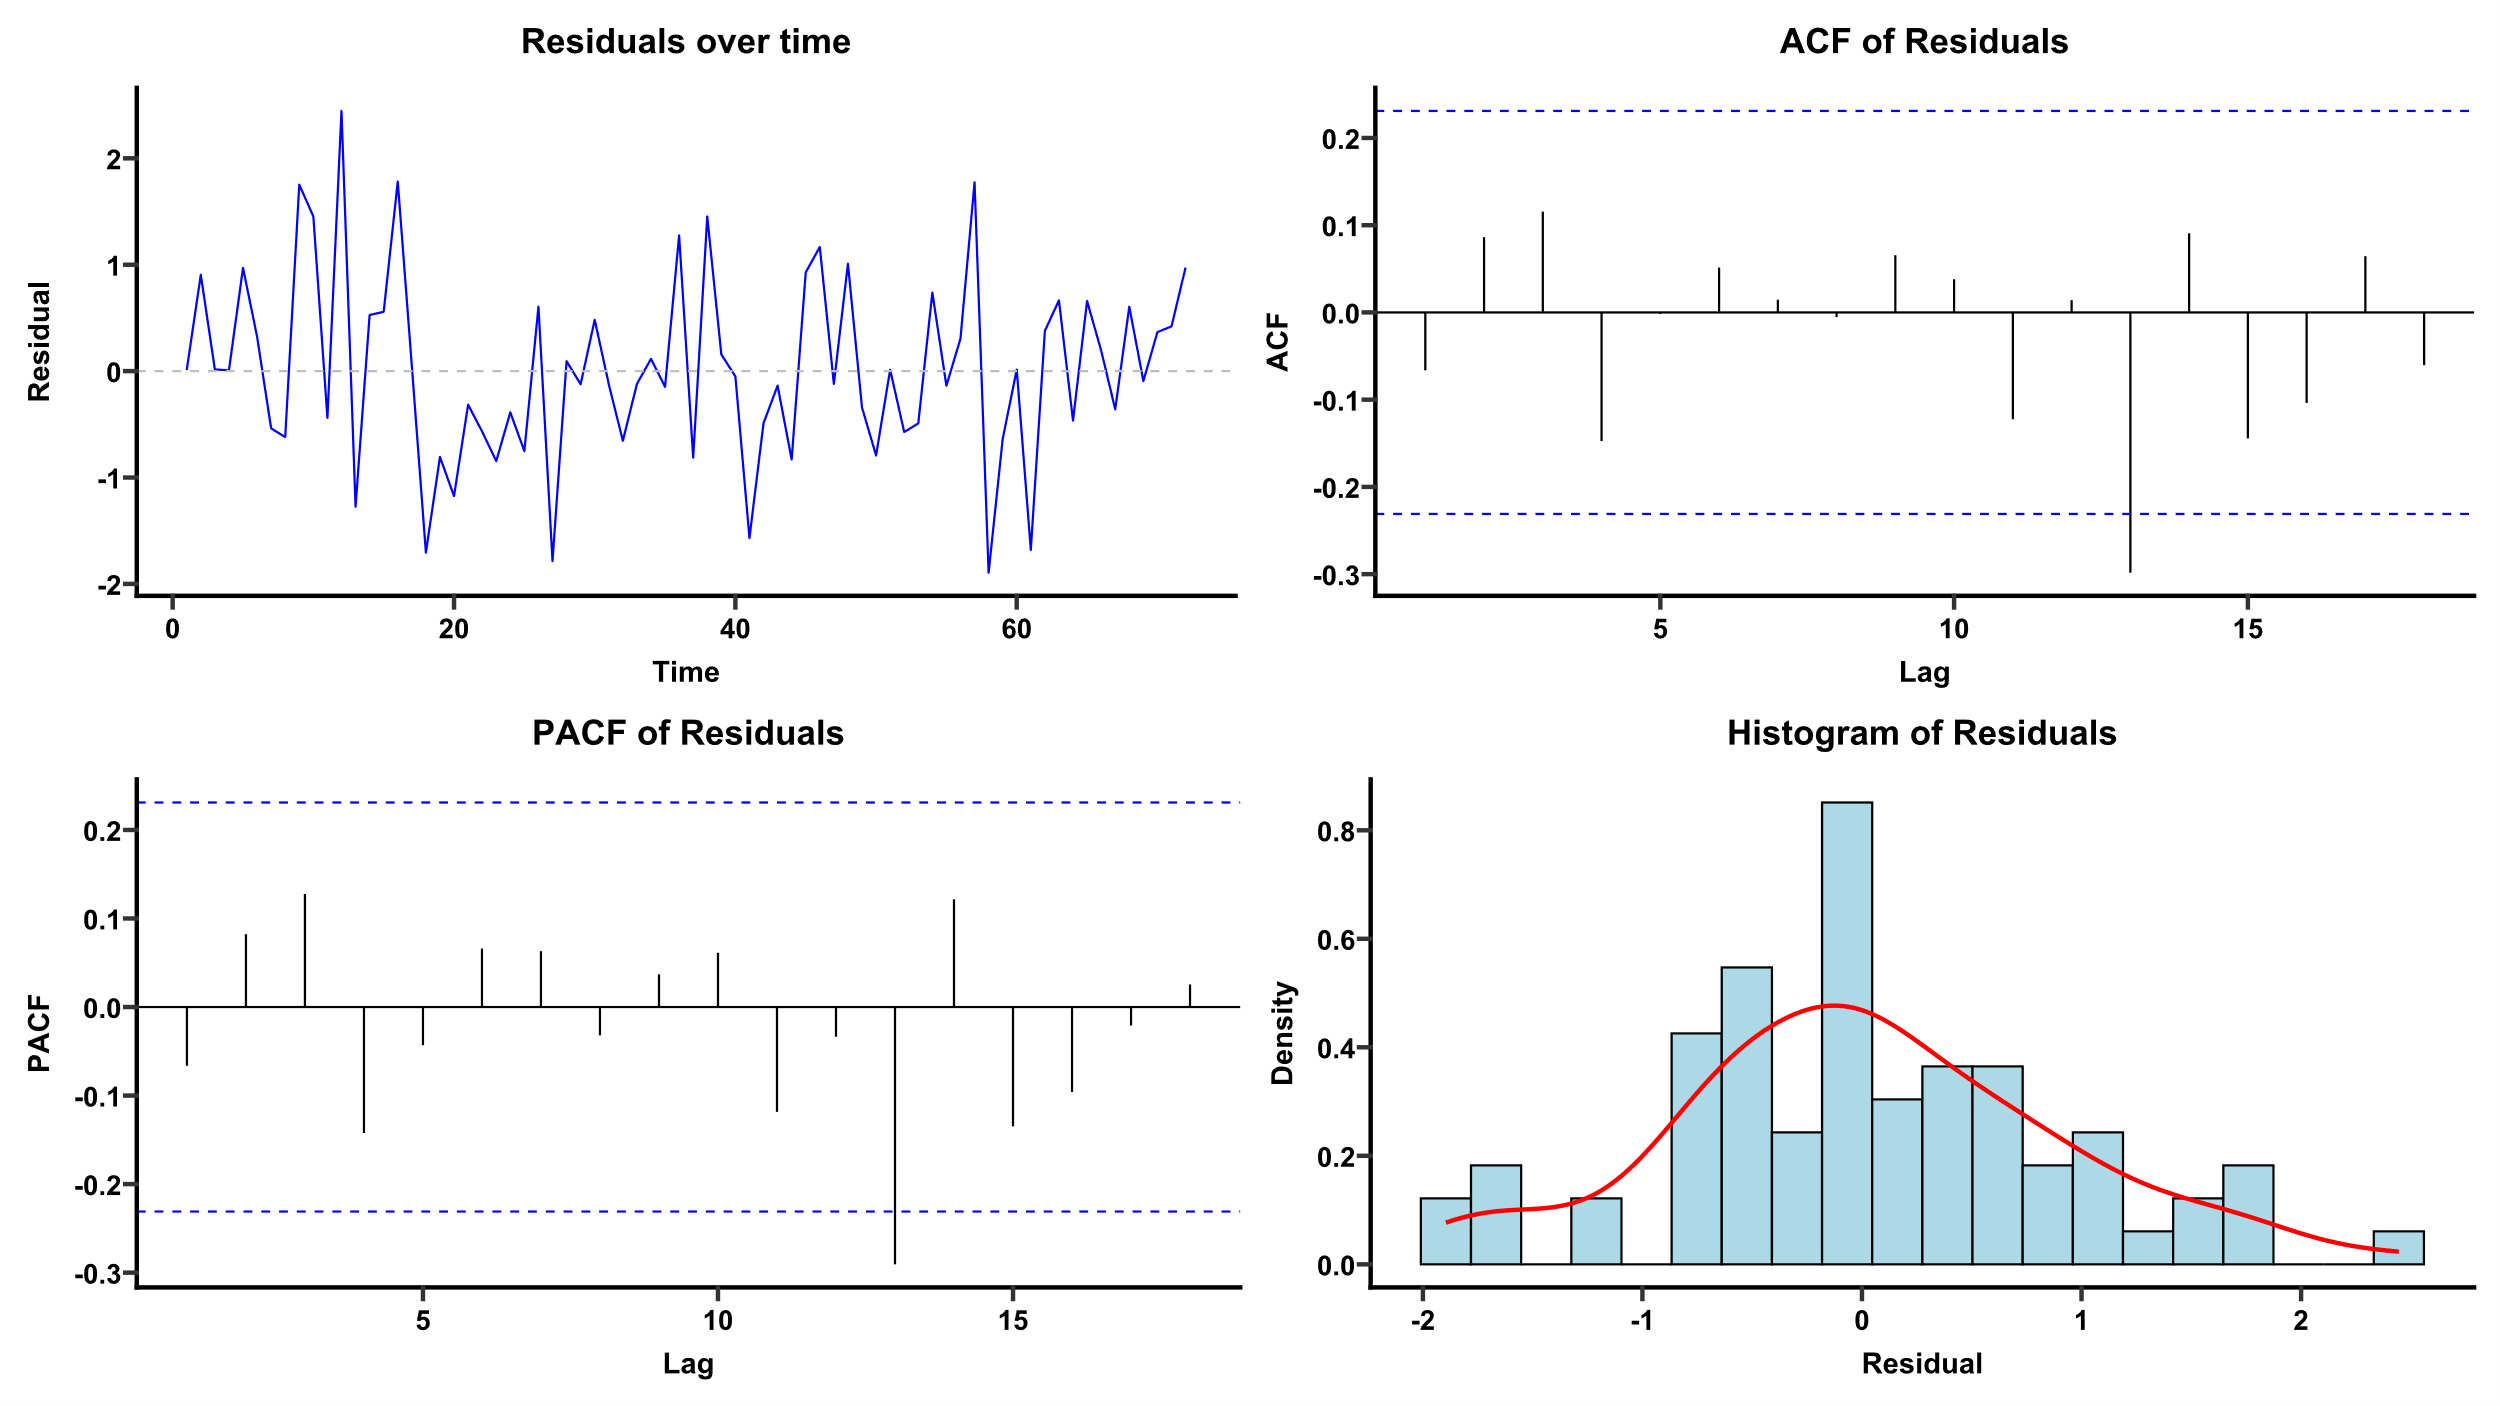 Residuals over time
Residual
2
1
0
-1
-2
0 20 40 60
Time
ACF of Residuals
ACF
0.2
0.1
0.0
-0.1
-0.2
-0.3
5 10 15
Lag
PACF of Residuals
PACF
0.2
0.1
0.0
-0.1
-0.2
-0.3
5 10 15
Lag
Histogram of Residuals
Density
0.8
0.6
0.4
0.2
0.0
-2 -1 0 1 2
Residual